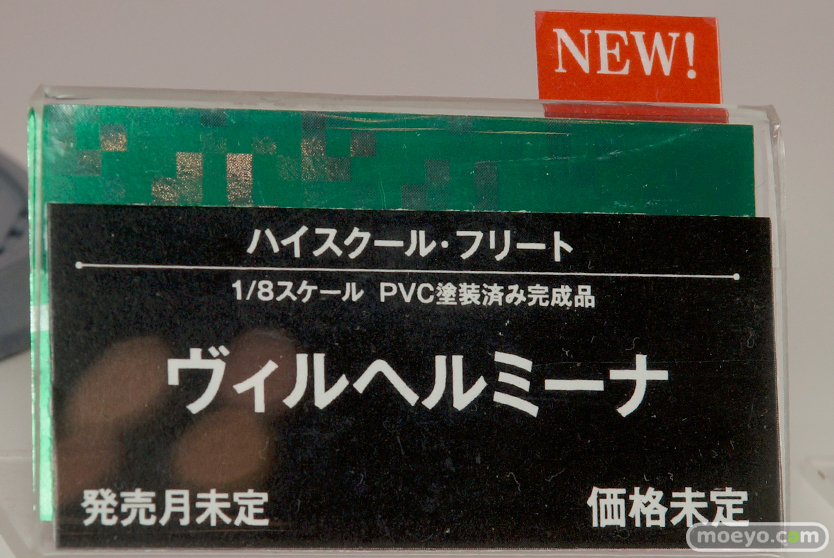 NEW!
ハイスクール・フリート
1/8スケール PVC塗装済み完成品
ヴィルヘルミーナ
発売月未定 価格未定
moeyo.com